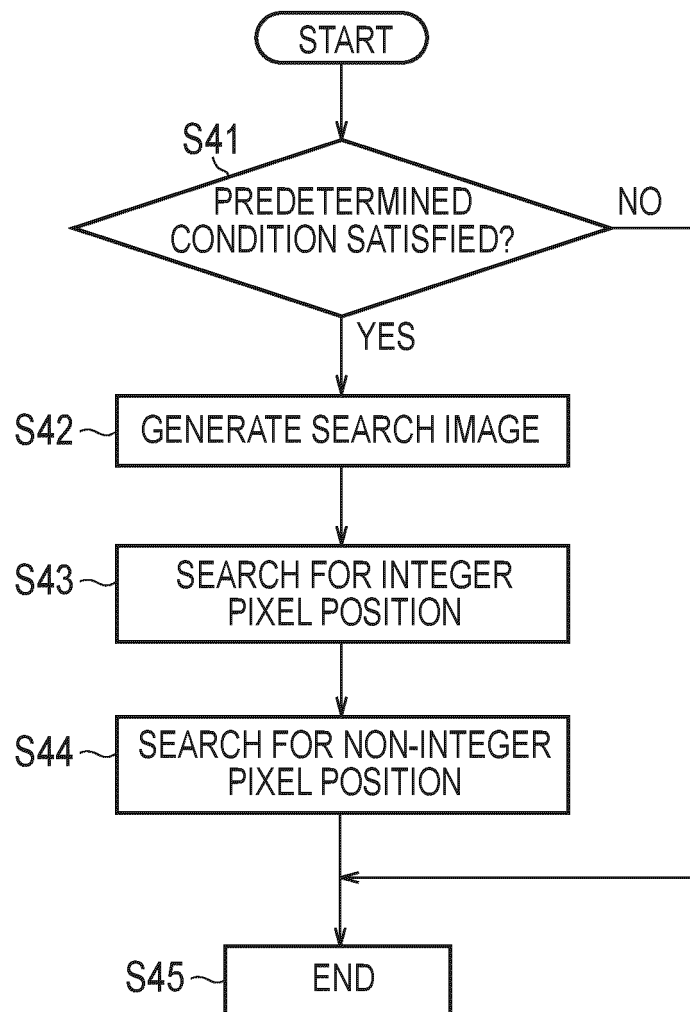 START
S41
PREDETERMINED
CONDITION SATISFIED?
NO
YES
S42
GENERATE SEARCH IMAGE
S43
SEARCH FOR INTEGER
PIXEL POSITION
S44
SEARCH FOR NON-INTEGER
PIXEL POSITION
S45
END